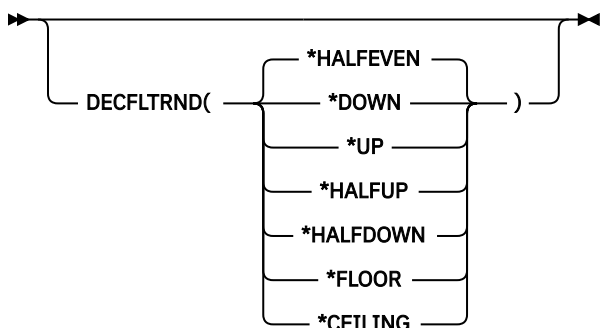 *HALFEVEN
DECFLTRND( *DOWN )
*UP
*HALFUP
*HALFDOWN
*FLOOR
*CEILING